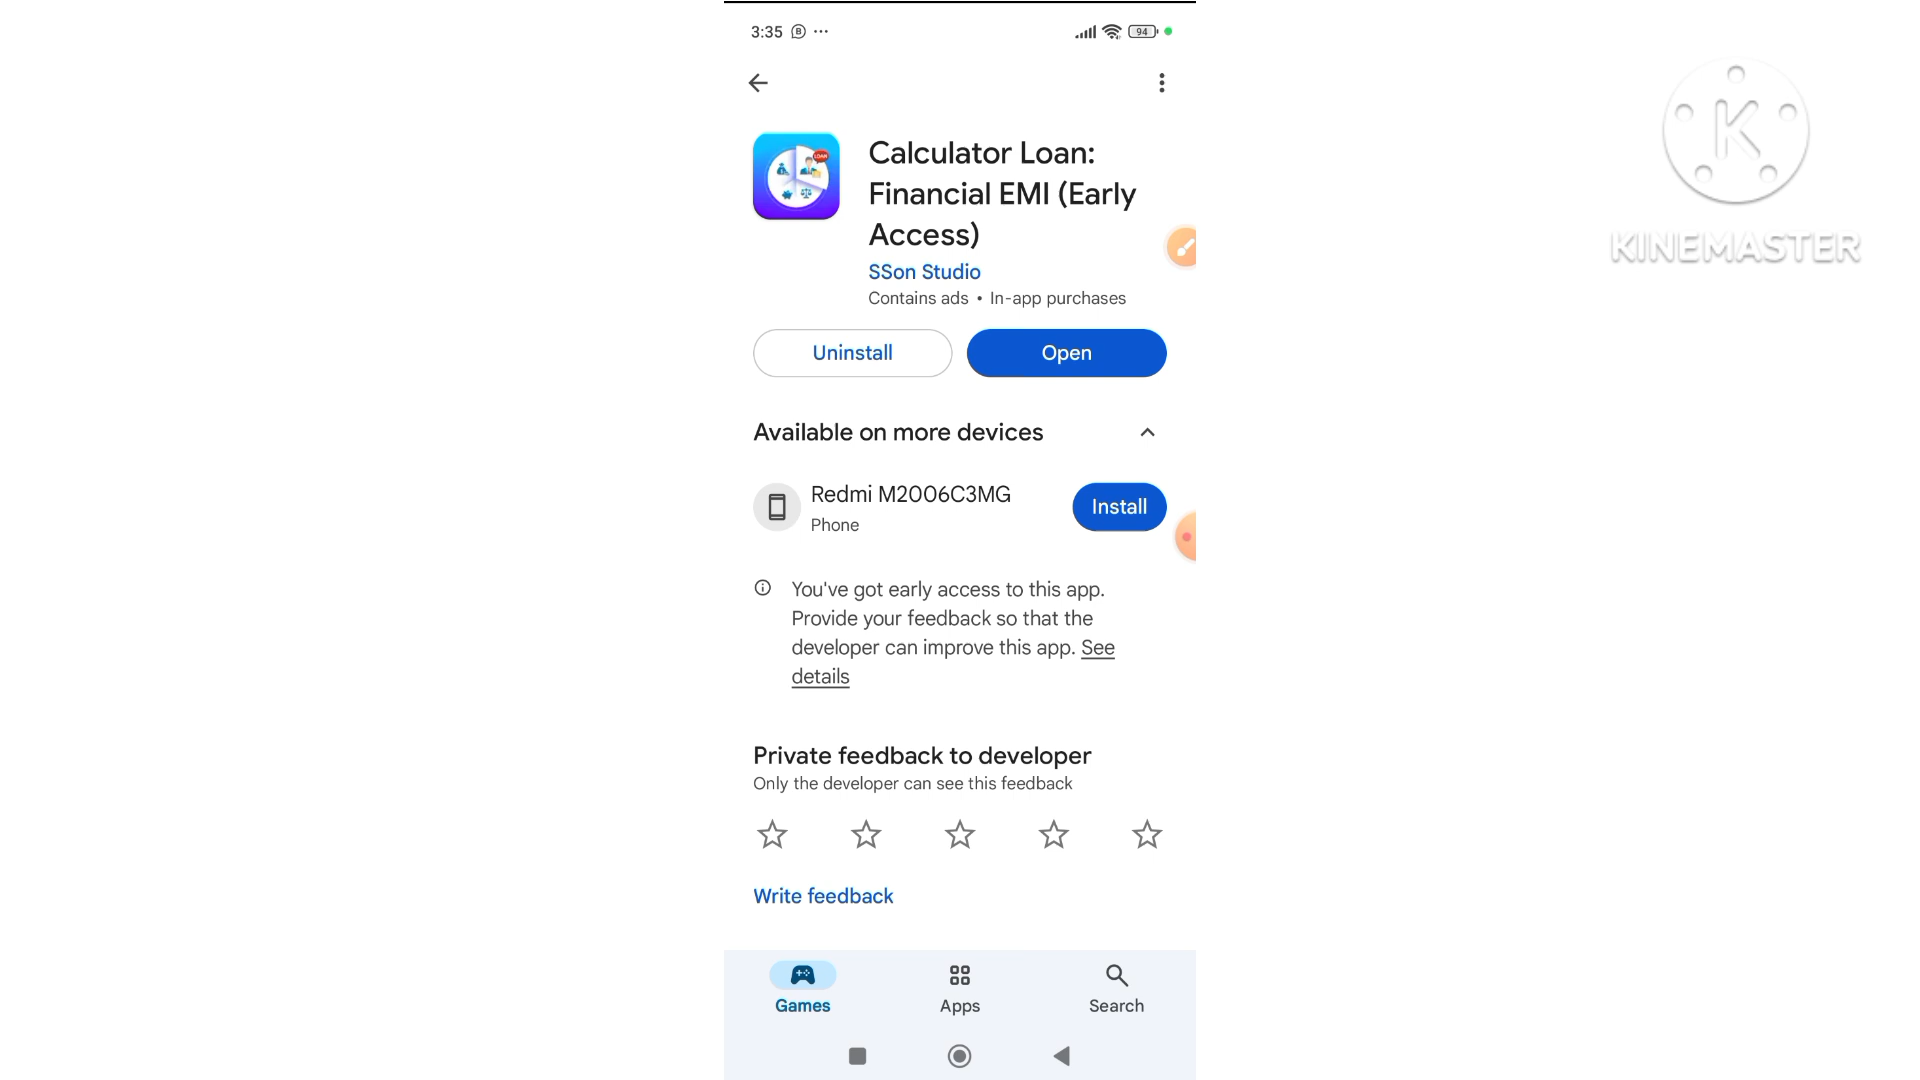 3:35
94
Calculator Loan:
Financial EMI (Early
Access)
SSon Studio
Contains ads • In-app purchases
Uninstall
Open
Available on more devices
Redmi M2006C3MG
Phone
Install
You've got early access to this app.
Provide your feedback so that the
developer can improve this app. See
details
Private feedback to developer
Only the developer can see this feedback
Write feedback
Games
Apps
Search
K
KINEMASTER
LOAN